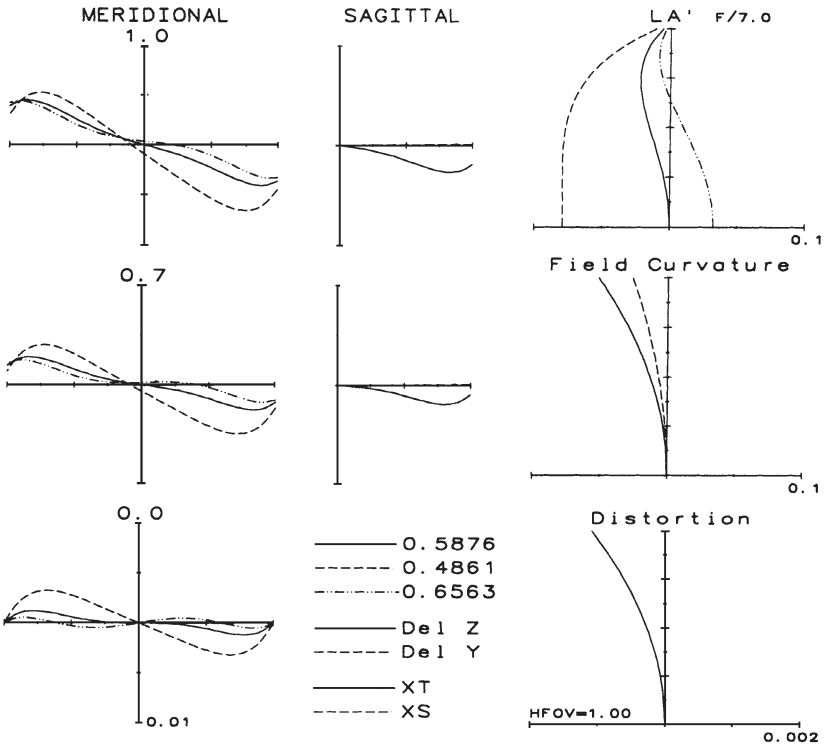 MERIDIONAL
SAGITTAL
LA' F/7.0
1.0
0.1
Field Curvature
0.7
0.1
0.0
Distortion
0.5876
0.4861
0.6563
Del Z
Del Y
XT
XS
HFOV=1.00
0.01
0.002